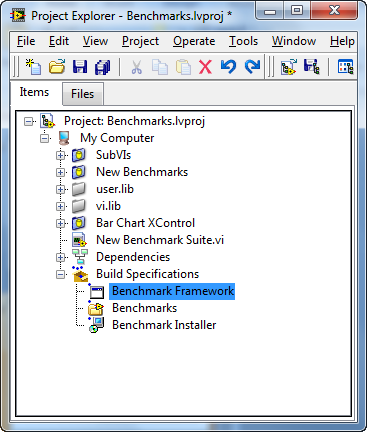 Project Explorer - Benchmarks.lvproj *
File Edit View Project Operate Tools Window Help
Items Files
Project: Benchmarks.lvproj
My Computer
SubVIs
New Benchmarks
user.lib
vi.lib
Bar Chart XControl
New Benchmark Suite.vi
Dependencies
Build Specifications
Benchmark Framework
Benchmarks
Benchmark Installer